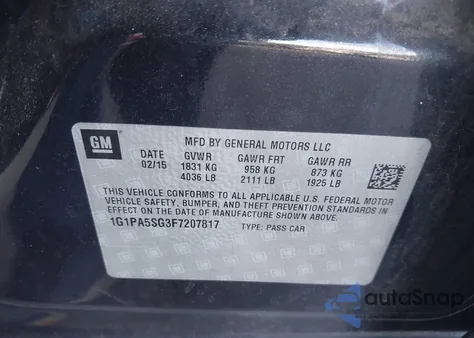 GM
MFD BY GENERAL MOTORS LLC
DATE GVWR GAWR FRT GAWR RR
02/15 1831 KG 958 KG 873 KG
4036 LB 2111 LB 1925 LB
THIS VEHICLE CONFORMS TO ALL APPLICABLE U.S. FEDERAL MOTOR
VEHICLE SAFETY, BUMPER, AND THEFT PREVENTION STANDARDS IN
EFFECT ON THE DATE OF MANUFACTURE SHOWN ABOVE.
1G1PA5SG3F7207817 TYPE: PASS CAR
autoSnap